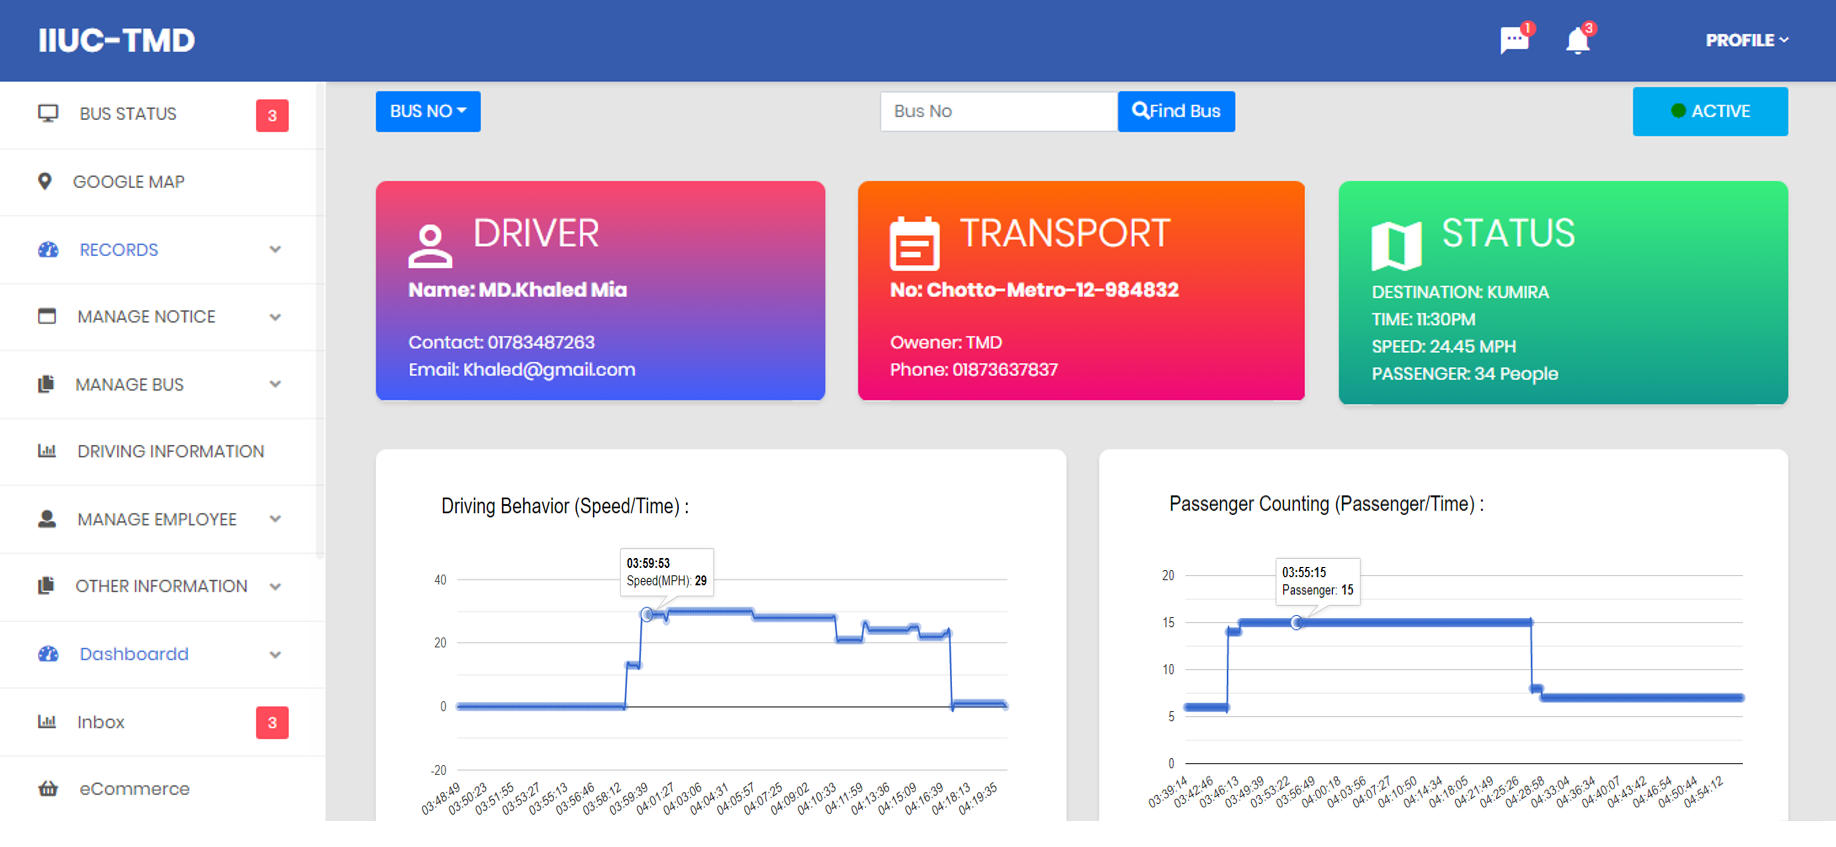 IIUC-TMD
1
3
PROFILE
BUS STATUS
3
GOOGLE MAP
RECORDS
MANAGE NOTICE
MANAGE BUS
DRIVING INFORMATION
MANAGE EMPLOYEE
OTHER INFORMATION
Dashboardd
Inbox
3
eCommerce
BUS NO
Bus No
Find Bus
ACTIVE
DRIVER
Name: MD.Khaled Mia
Contact: 01783487263
Email: Khaled@gmail.com
TRANSPORT
No: Chotto-Metro-12-984832
Owener: TMD
Phone: 01873637837
STATUS
DESTINATION: KUMIRA
TIME: 11:30PM
SPEED: 24.45 MPH
PASSENGER: 34 People
Driving Behavior (Speed/Time) :
03:59:53
Speed(MPH): 29
40
20
0
-20
03:48:49
03:50:23
03:51:55
03:53:27
03:55:13
03:56:46
03:58:12
03:59:39
04:01:27
04:03:06
04:04:31
04:05:57
04:07:25
04:09:02
04:10:33
04:11:59
04:13:36
04:15:09
04:16:39
04:18:13
04:19:35
Passenger Counting (Passenger/Time) :
03:55:15
Passenger: 15
20
15
10
5
0
03:39:14
03:42:46
03:46:13
03:49:39
03:53:22
03:56:49
04:00:18
04:03:56
04:07:27
04:10:50
04:14:34
04:18:05
04:21:49
04:25:26
04:28:58
04:33:04
04:36:34
04:40:07
04:43:42
04:46:54
04:50:44
04:54:12